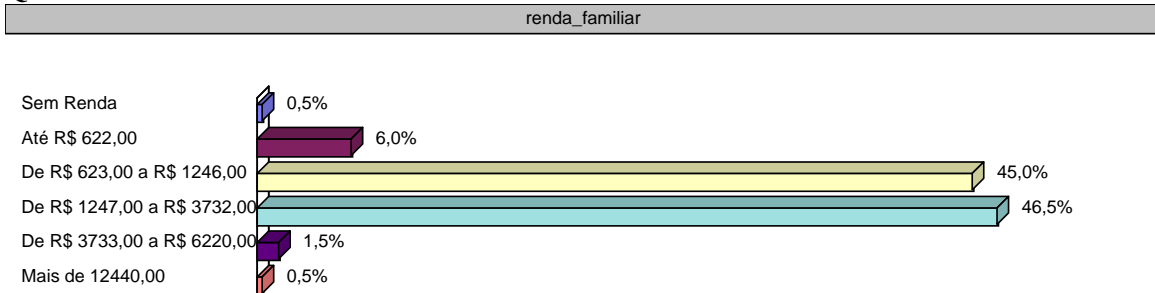 renda_familiar
Sem Renda 0,5%
Até R$ 622,00 6,0%
De R$ 623,00 a R$ 1246,00 45,0%
De R$ 1247,00 a R$ 3732,00 46,5%
De R$ 3733,00 a R$ 6220,00 1,5%
Mais de 12440,00 0,5%